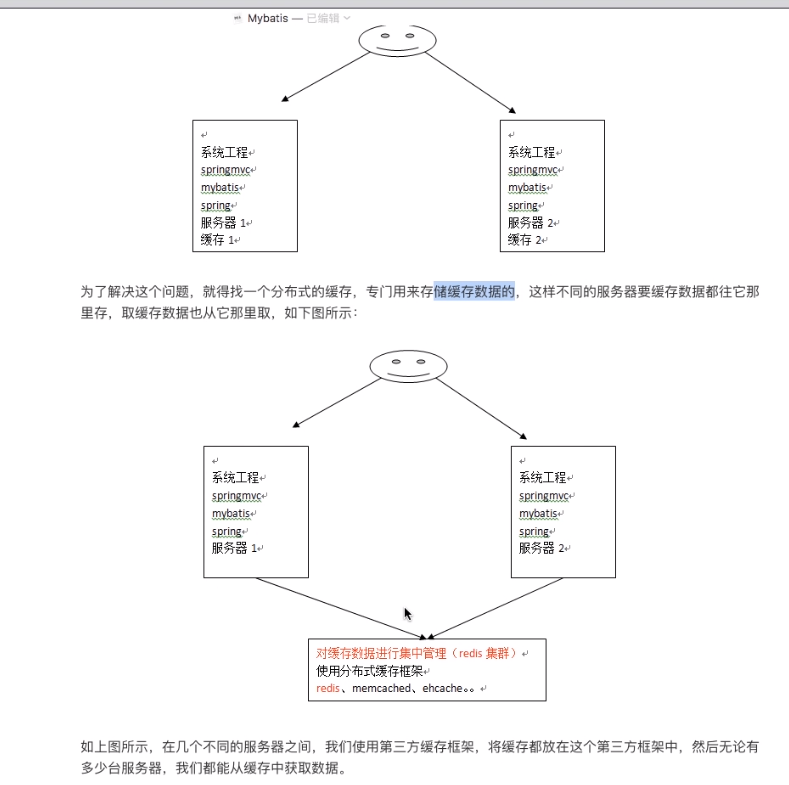 Mybatis — 已编辑
系统工程
springmvc
mybatis
spring
服务器 1
缓存 1
系统工程
springmvc
mybatis
spring
服务器 2
缓存 2
为了解决这个问题，就得找一个分布式的缓存，专门用来存储缓存数据的，这样不同的服务器要缓存数据都往它那
里存，取缓存数据也从它那里取，如下图所示：
系统工程
springmvc
mybatis
spring
服务器 1
系统工程
springmvc
mybatis
spring
服务器 2
对缓存数据进行集中管理（redis 集群）
使用分布式缓存框架
redis、memcached、ehcache。。
如上图所示，在几个不同的服务器之间，我们使用第三方缓存框架，将缓存都放在这个第三方框架中，然后无论有
多少台服务器，我们都能从缓存中获取数据。